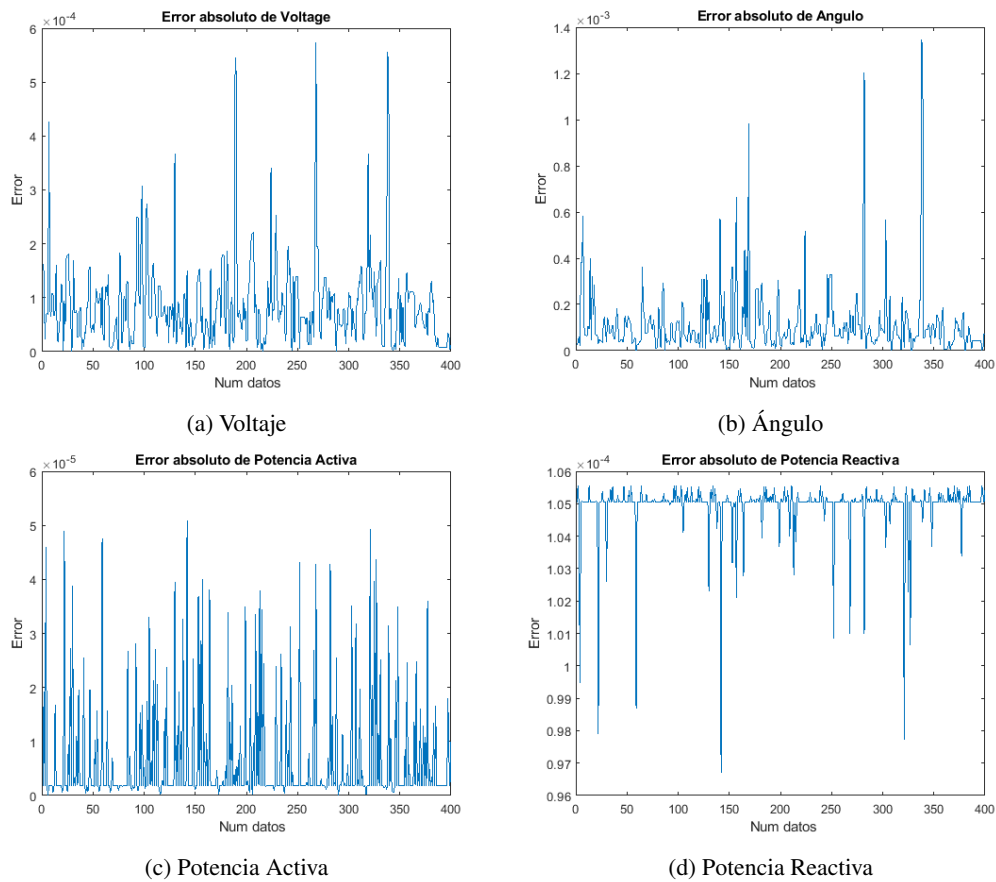 Error absoluto de Voltage
× 10⁻⁴
6
5
4
3
2
1
0
Error
0 50 100 150 200 250 300 350 400
Num datos
(a) Voltaje
Error absoluto de Angulo
× 10⁻³
1.4
1.2
1
0.8
0.6
0.4
0.2
0
Error
0 50 100 150 200 250 300 350 400
Num datos
(b) Ángulo
Error absoluto de Potencia Activa
× 10⁻⁵
6
5
4
3
2
1
0
Error
0 50 100 150 200 250 300 350 400
Num datos
(c) Potencia Activa
Error absoluto de Potencia Reactiva
× 10⁻⁴
1.06
1.05
1.04
1.03
1.02
1.01
1
0.99
0.98
0.97
0.96
Error
0 50 100 150 200 250 300 350 400
Num datos
(d) Potencia Reactiva